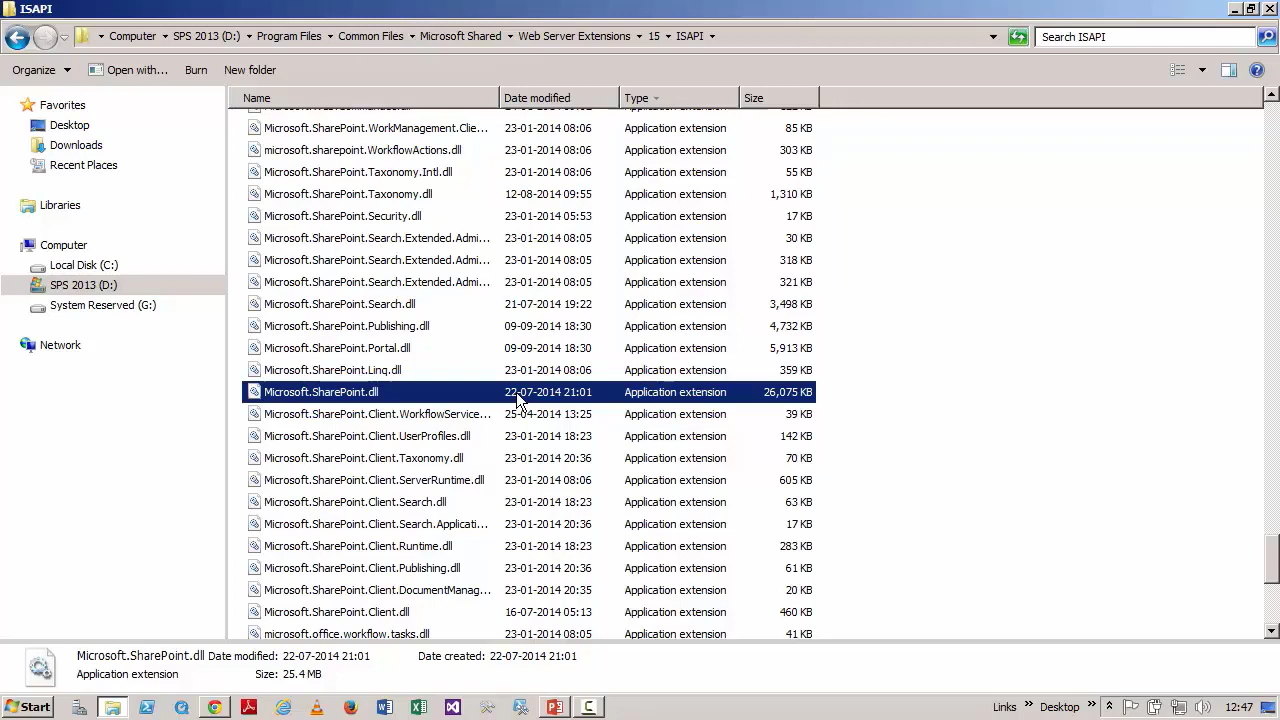 ISAPI
Computer SPS 2013 (D:) Program Files Common Files Microsoft Shared Web Server Extensions 15 ISAPI
Search ISAPI
Organize Open with... Burn New folder
Favorites
Desktop
Downloads
Recent Places
Libraries
Computer
Local Disk (C:)
SPS 2013 (D:)
System Reserved (G:)
Network
Name Date modified Type Size
Microsoft.SharePoint.WorkManagement.Clie... 23-01-2014 08:06 Application extension 85 KB
microsoft.sharepoint.WorkflowActions.dll 23-01-2014 08:06 Application extension 303 KB
Microsoft.SharePoint.Taxonomy.Intl.dll 23-01-2014 08:06 Application extension 55 KB
Microsoft.SharePoint.Taxonomy.dll 12-08-2014 09:55 Application extension 1,310 KB
Microsoft.SharePoint.Security.dll 23-01-2014 05:53 Application extension 17 KB
Microsoft.SharePoint.Search.Extended.Admi... 23-01-2014 08:05 Application extension 30 KB
Microsoft.SharePoint.Search.Extended.Admi... 23-01-2014 08:05 Application extension 318 KB
Microsoft.SharePoint.Search.Extended.Admi... 23-01-2014 08:05 Application extension 321 KB
Microsoft.SharePoint.Search.dll 21-07-2014 19:22 Application extension 3,498 KB
Microsoft.SharePoint.Publishing.dll 09-09-2014 18:30 Application extension 4,732 KB
Microsoft.SharePoint.Portal.dll 09-09-2014 18:30 Application extension 5,913 KB
Microsoft.SharePoint.Linq.dll 23-01-2014 08:06 Application extension 359 KB
Microsoft.SharePoint.dll 22-07-2014 21:01 Application extension 26,075 KB
Microsoft.SharePoint.Client.WorkflowService... 25-04-2014 13:25 Application extension 39 KB
Microsoft.SharePoint.Client.UserProfiles.dll 23-01-2014 18:23 Application extension 142 KB
Microsoft.SharePoint.Client.Taxonomy.dll 23-01-2014 20:36 Application extension 70 KB
Microsoft.SharePoint.Client.ServerRuntime.dll 23-01-2014 08:06 Application extension 605 KB
Microsoft.SharePoint.Client.Search.dll 23-01-2014 18:23 Application extension 63 KB
Microsoft.SharePoint.Client.Search.Applicati... 23-01-2014 20:36 Application extension 17 KB
Microsoft.SharePoint.Client.Runtime.dll 23-01-2014 18:23 Application extension 283 KB
Microsoft.SharePoint.Client.Publishing.dll 23-01-2014 20:36 Application extension 61 KB
Microsoft.SharePoint.Client.DocumentManag... 23-01-2014 20:35 Application extension 20 KB
Microsoft.SharePoint.Client.dll 16-07-2014 05:13 Application extension 460 KB
microsoft.office.workflow.tasks.dll 23-01-2014 08:05 Application extension 41 KB
Microsoft.SharePoint.dll Date modified: 22-07-2014 21:01 Date created: 22-07-2014 21:01
Application extension Size: 25.4 MB
Start Links Desktop 12:47